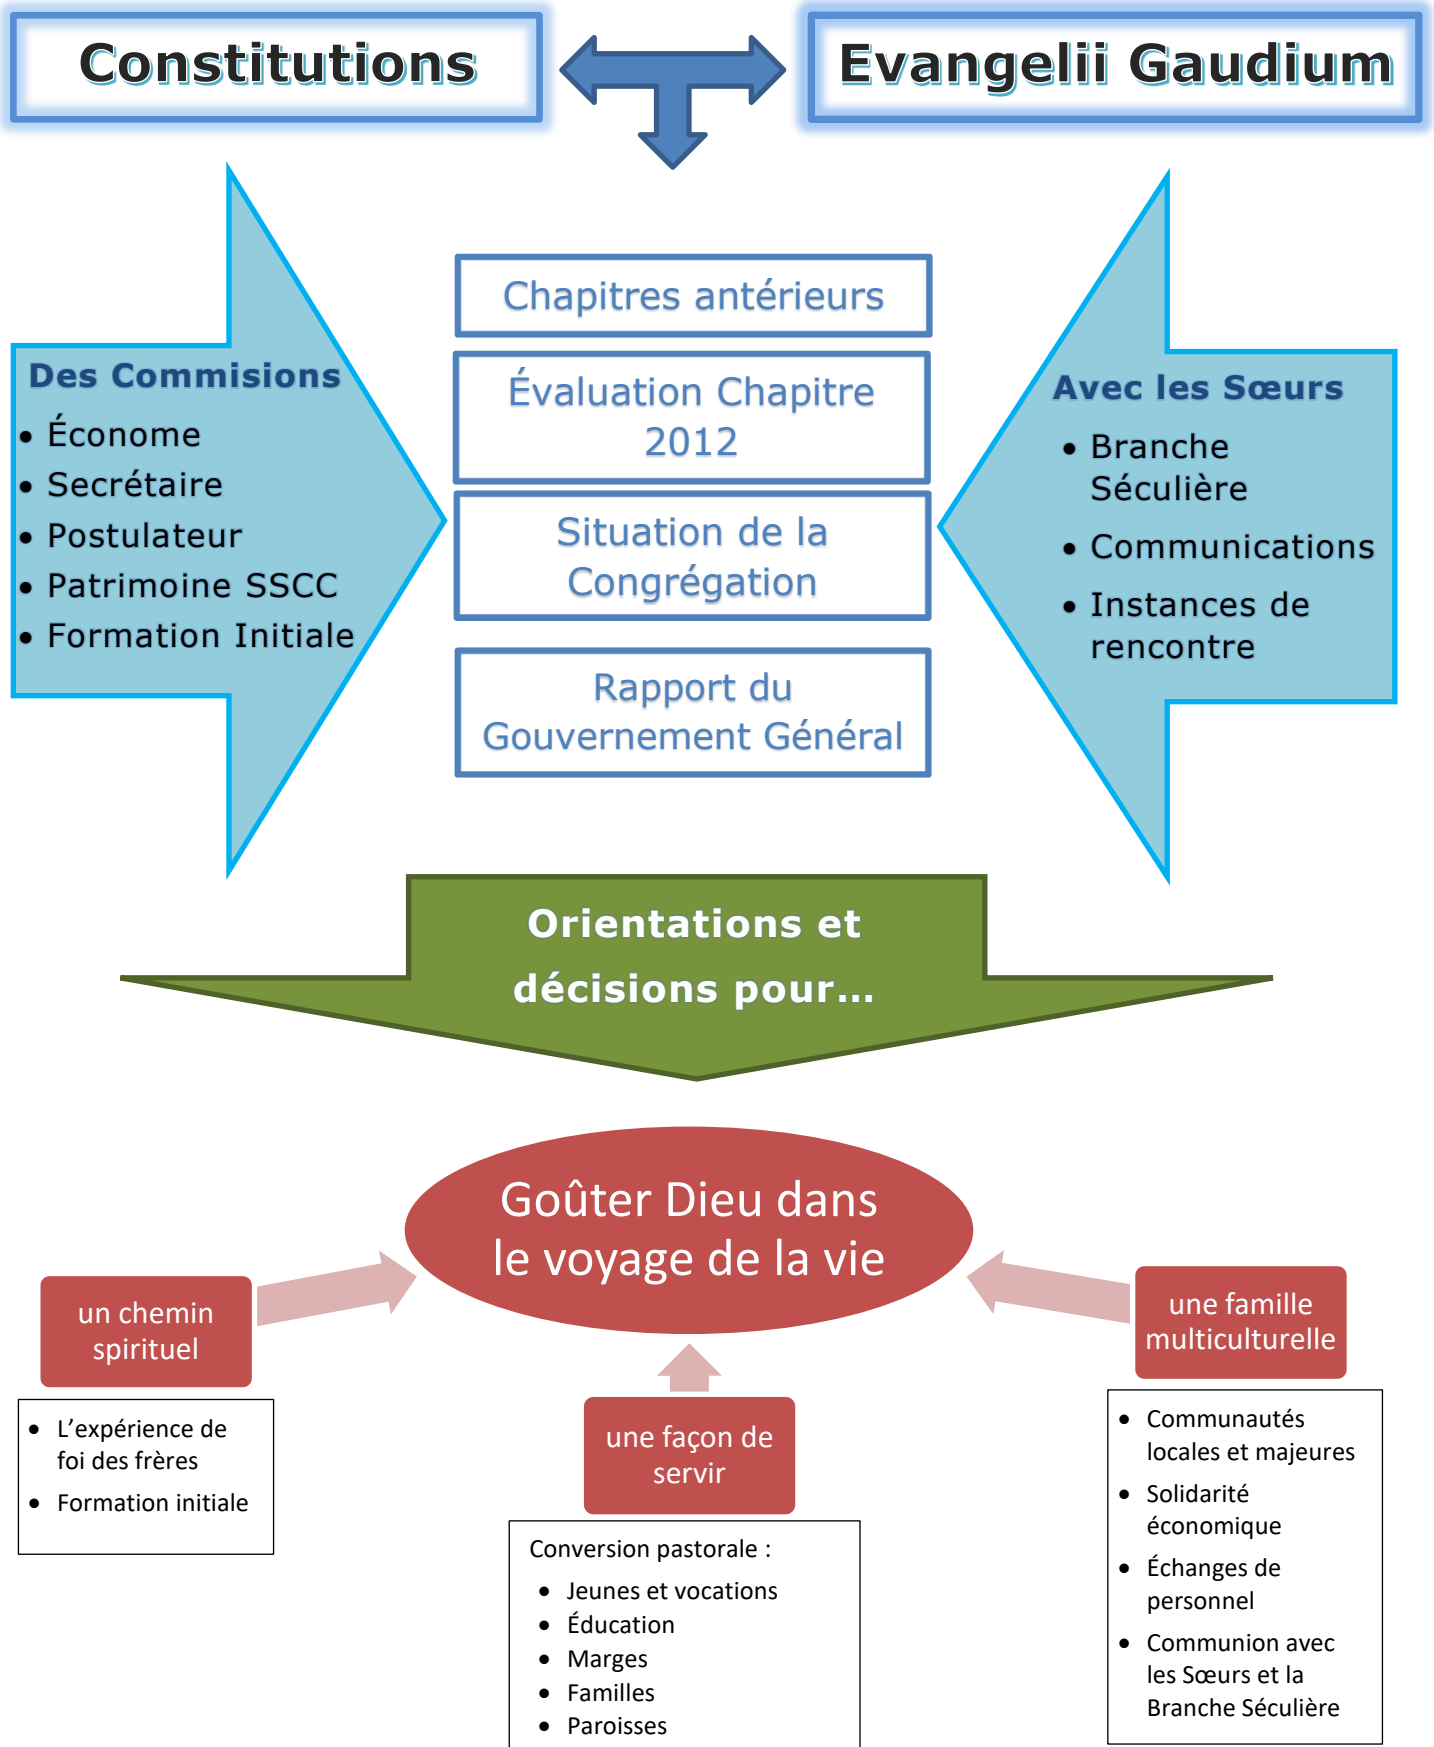 Constitutions
Evangelii Gaudium
Des Commisions
• Économe
• Secrétaire
• Postulateur
• Patrimoine SSCC
• Formation Initiale
Chapitres antérieurs
Évaluation Chapitre
2012
Situation de la
Congrégation
Rapport du
Gouvernement Général
Avec les Sœurs
• Branche
Séculière
• Communications
• Instances de
rencontre
Orientations et
décisions pour...
Goûter Dieu dans
le voyage de la vie
un chemin
spirituel
• L’expérience de
foi des frères
• Formation initiale
une façon de
servir
Conversion pastorale :
• Jeunes et vocations
• Éducation
• Marges
• Familles
• Paroisses
une famille
multiculturelle
• Communautés
locales et majeures
• Solidarité
économique
• Échanges de
personnel
• Communion avec
les Sœurs et la
Branche Séculière